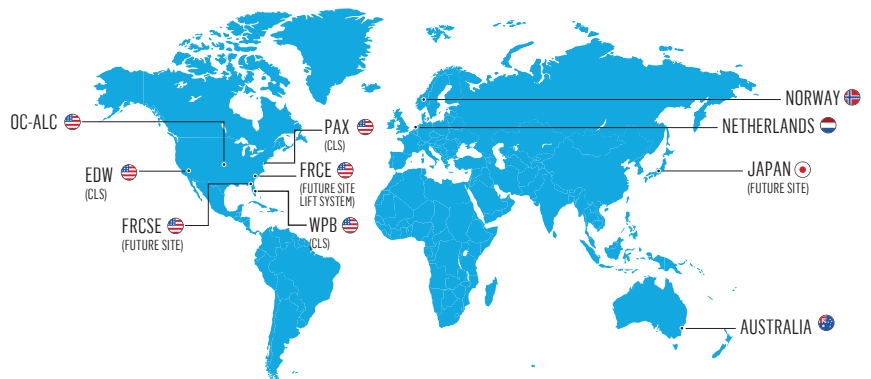 OC-ALC
EDW
(CLS)
FRCSE
(FUTURE SITE)
PAX
(CLS)
FRCE
(FUTURE SITE
LIFT SYSTEM)
WPB
(CLS)
NORWAY
NETHERLANDS
JAPAN
(FUTURE SITE)
AUSTRALIA